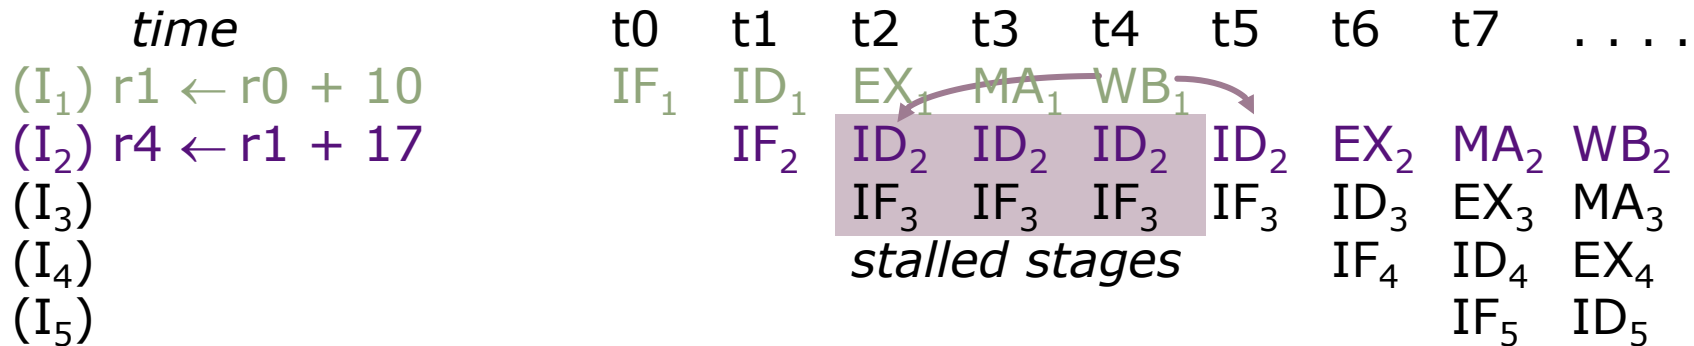 time t0 t1 t2 t3 t4 t5 t6 t7 . . . .
(I₁) r1 ← r0 + 10 IF₁ ID₁ EX₁ MA₁ WB₁
(I₂) r4 ← r1 + 17 IF₂ ID₂ ID₂ ID₂ ID₂ EX₂ MA₂ WB₂
(I₃) IF₃ IF₃ IF₃ IF₃ ID₃ EX₃ MA₃
(I₄) stalled stages IF₄ ID₄ EX₄
(I₅) IF₅ ID₅